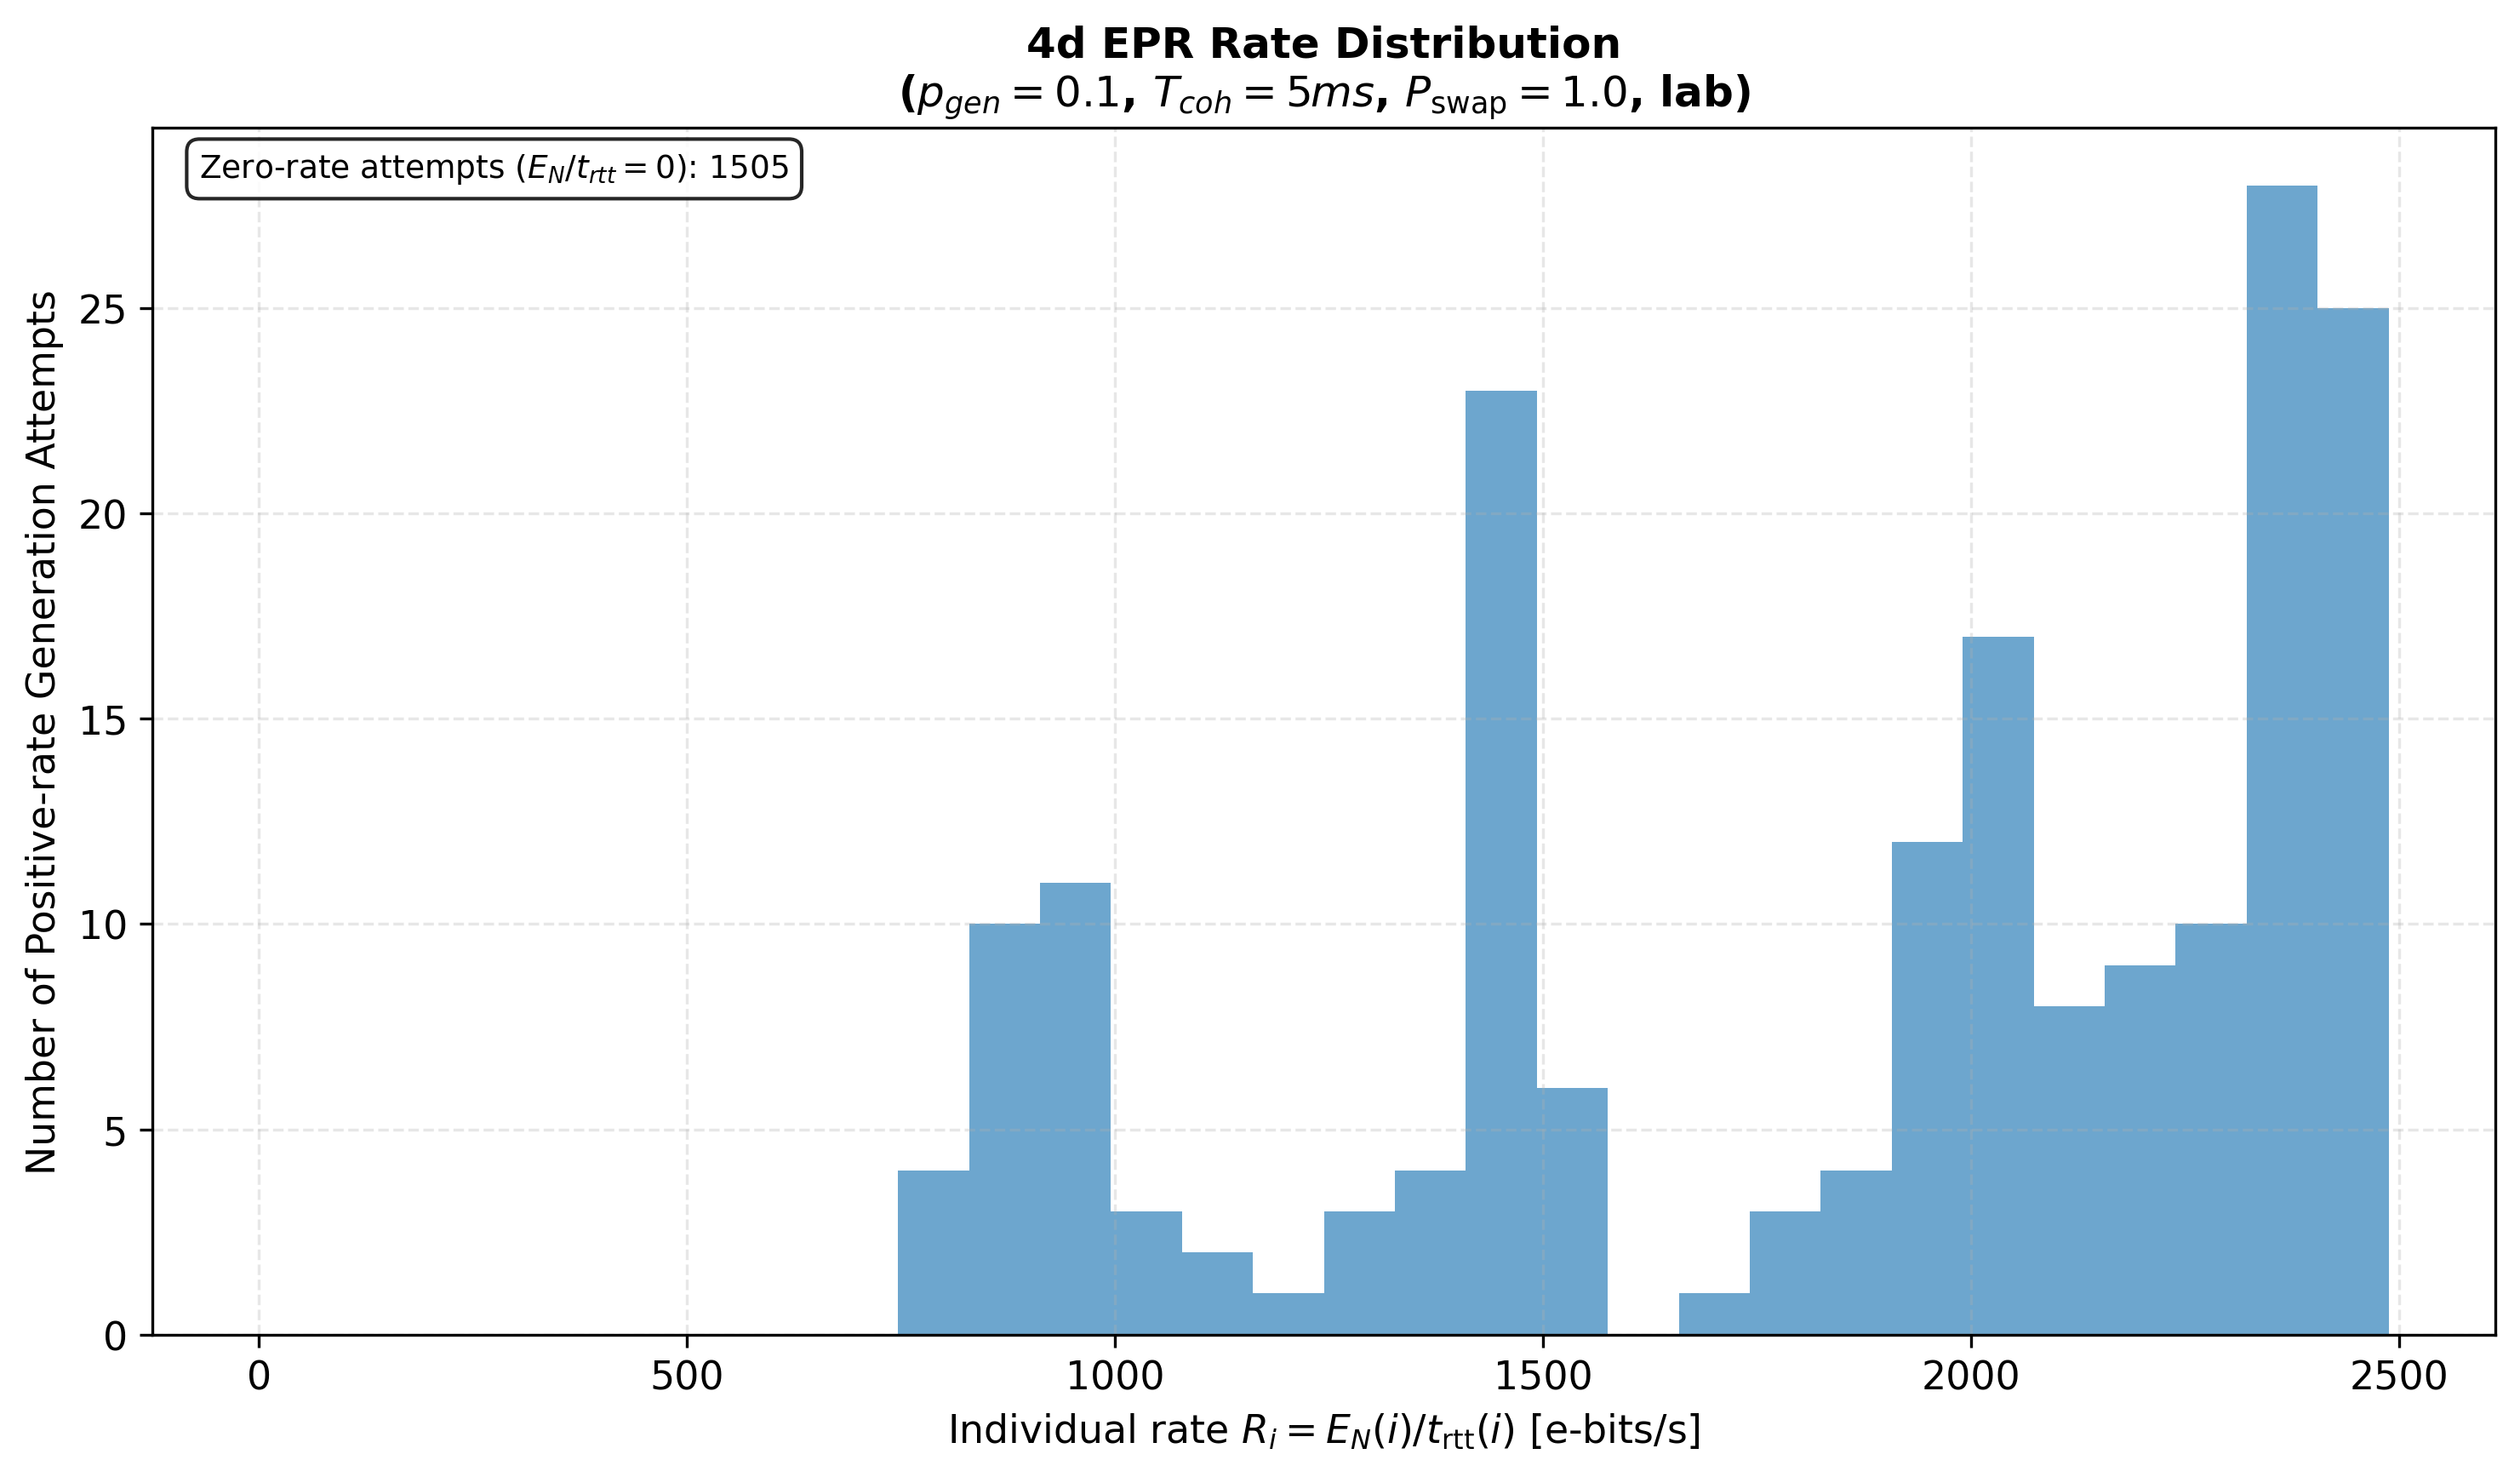 4d EPR Rate Distribution
(p_gen = 0.1, T_coh = 5ms, P_swap = 1.0, lab)
Zero-rate attempts (E_N/t_rtt = 0): 1505
Number of Positive-rate Generation Attempts
25
20
15
10
5
0
0 500 1000 1500 2000 2500
Individual rate R_i = E_N(i)/t_rtt(i) [e-bits/s]